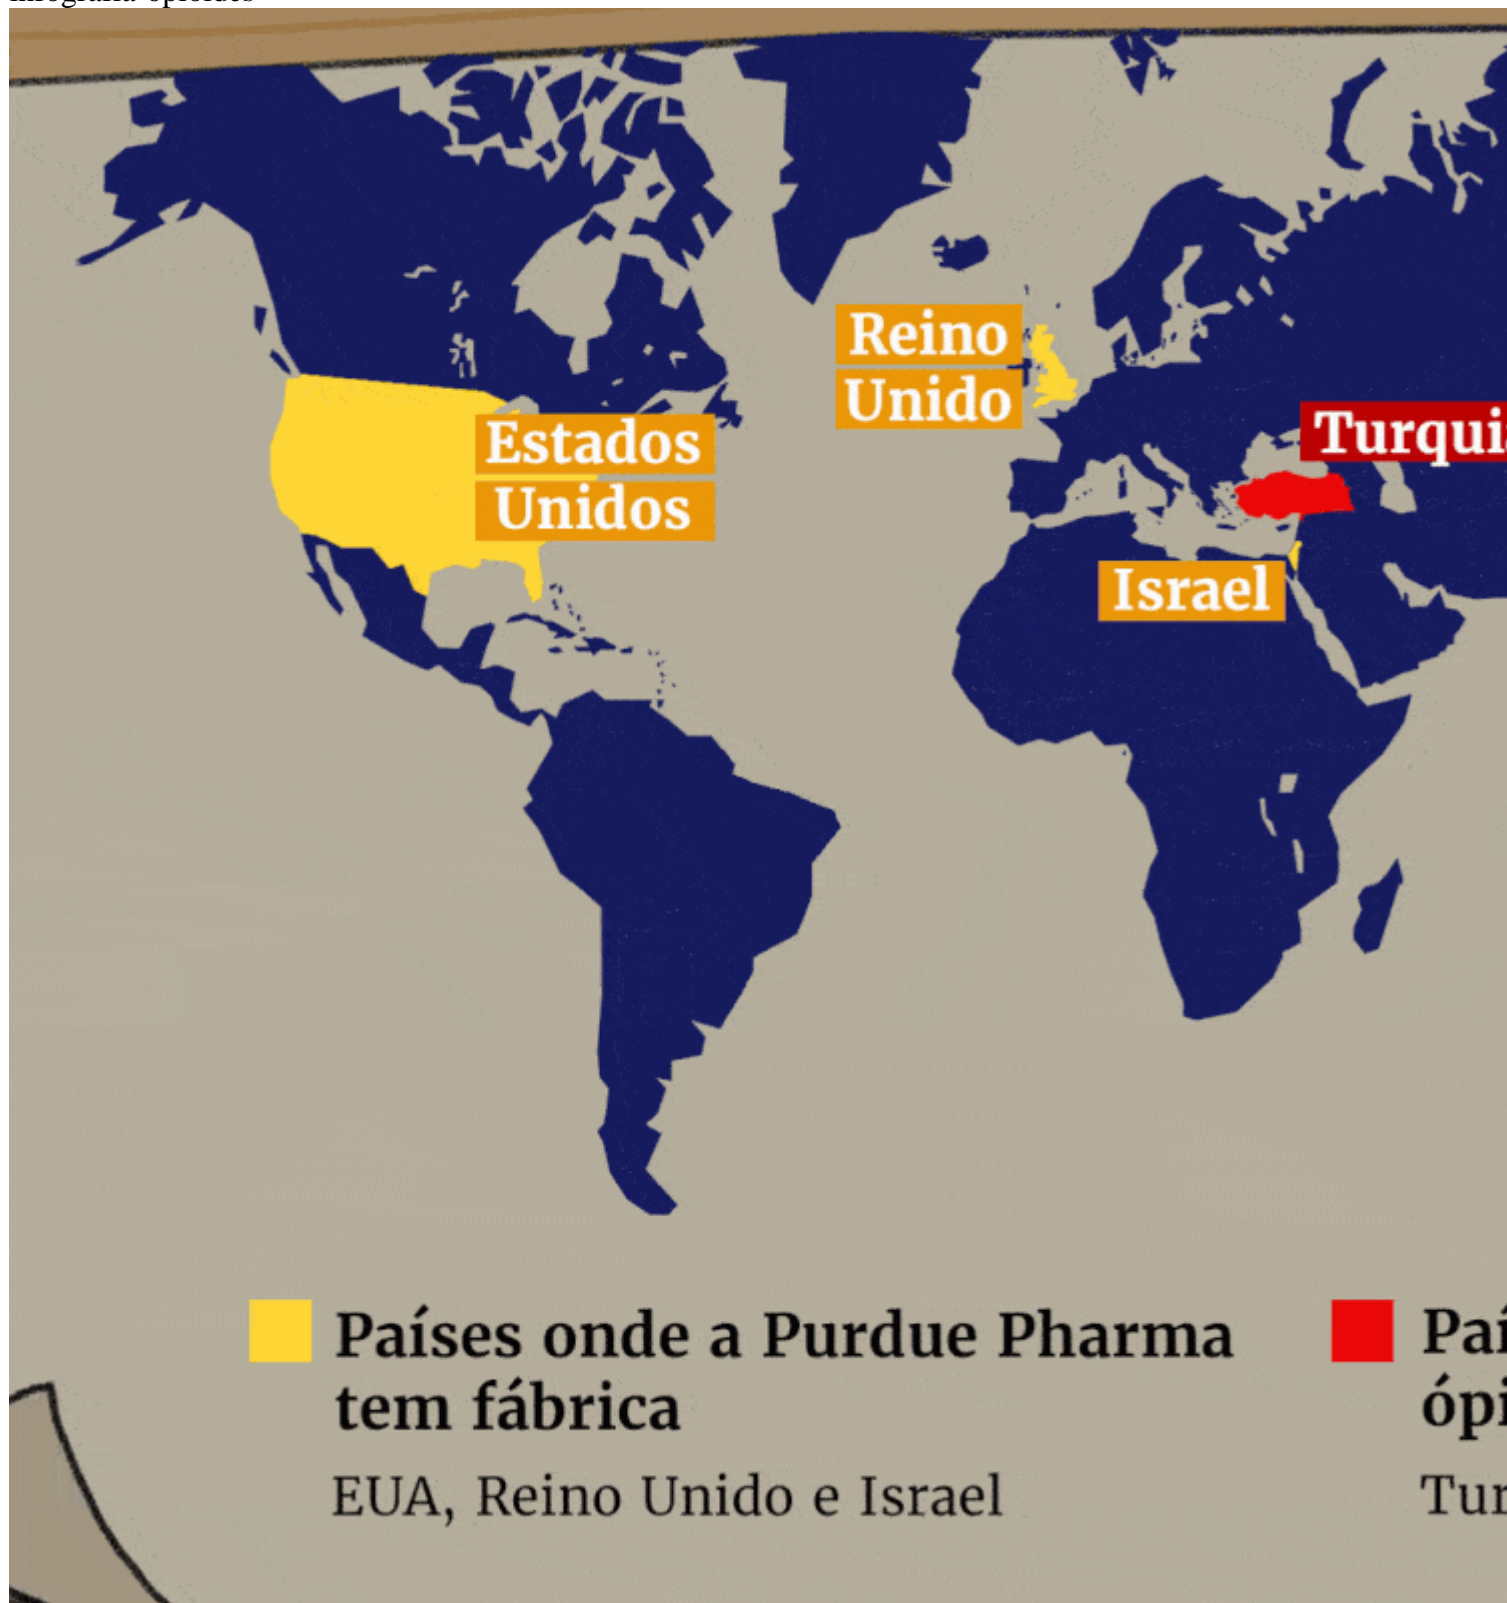 Reino
Unido
Estados
Unidos
Israel
Países onde a Purdue Pharma
tem fábrica
EUA, Reino Unido e Israel